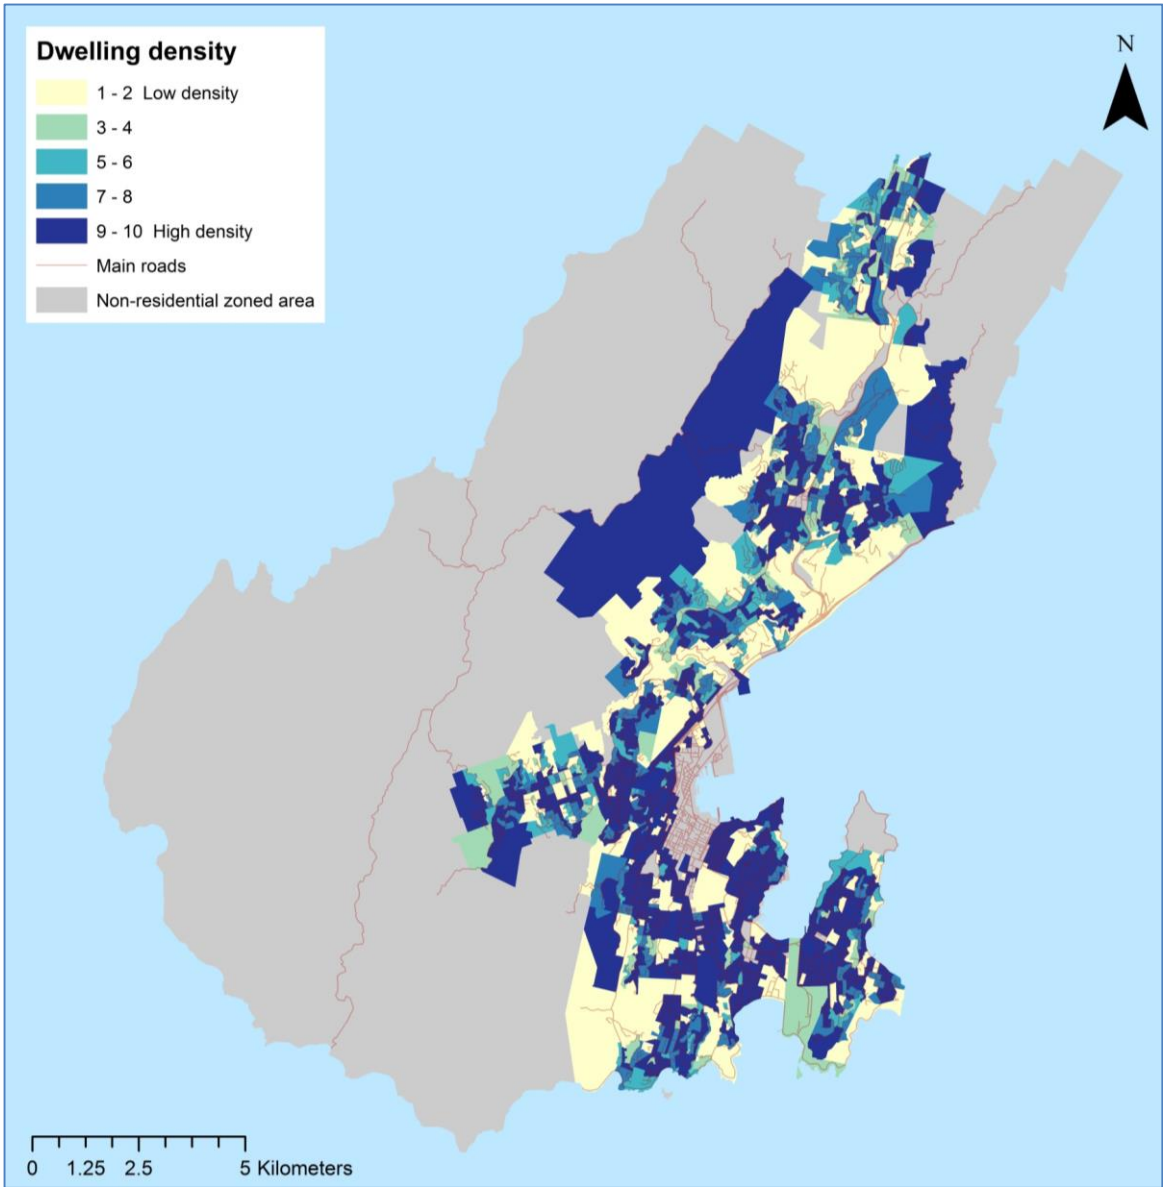 Dwelling density
1 - 2 Low density
3 - 4
5 - 6
7 - 8
9 - 10 High density
Main roads
Non-residential zoned area
N
0 1.25 2.5 5 Kilometers